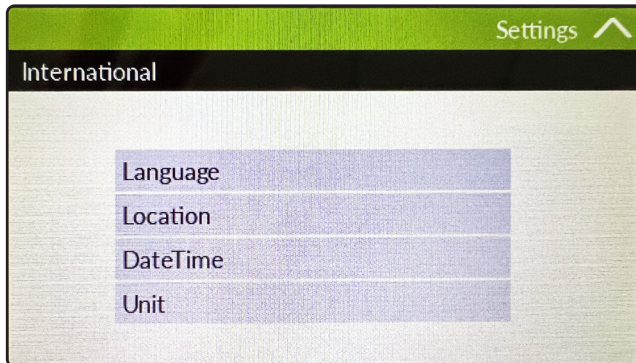 Settings
International
Language
Location
DateTime
Unit